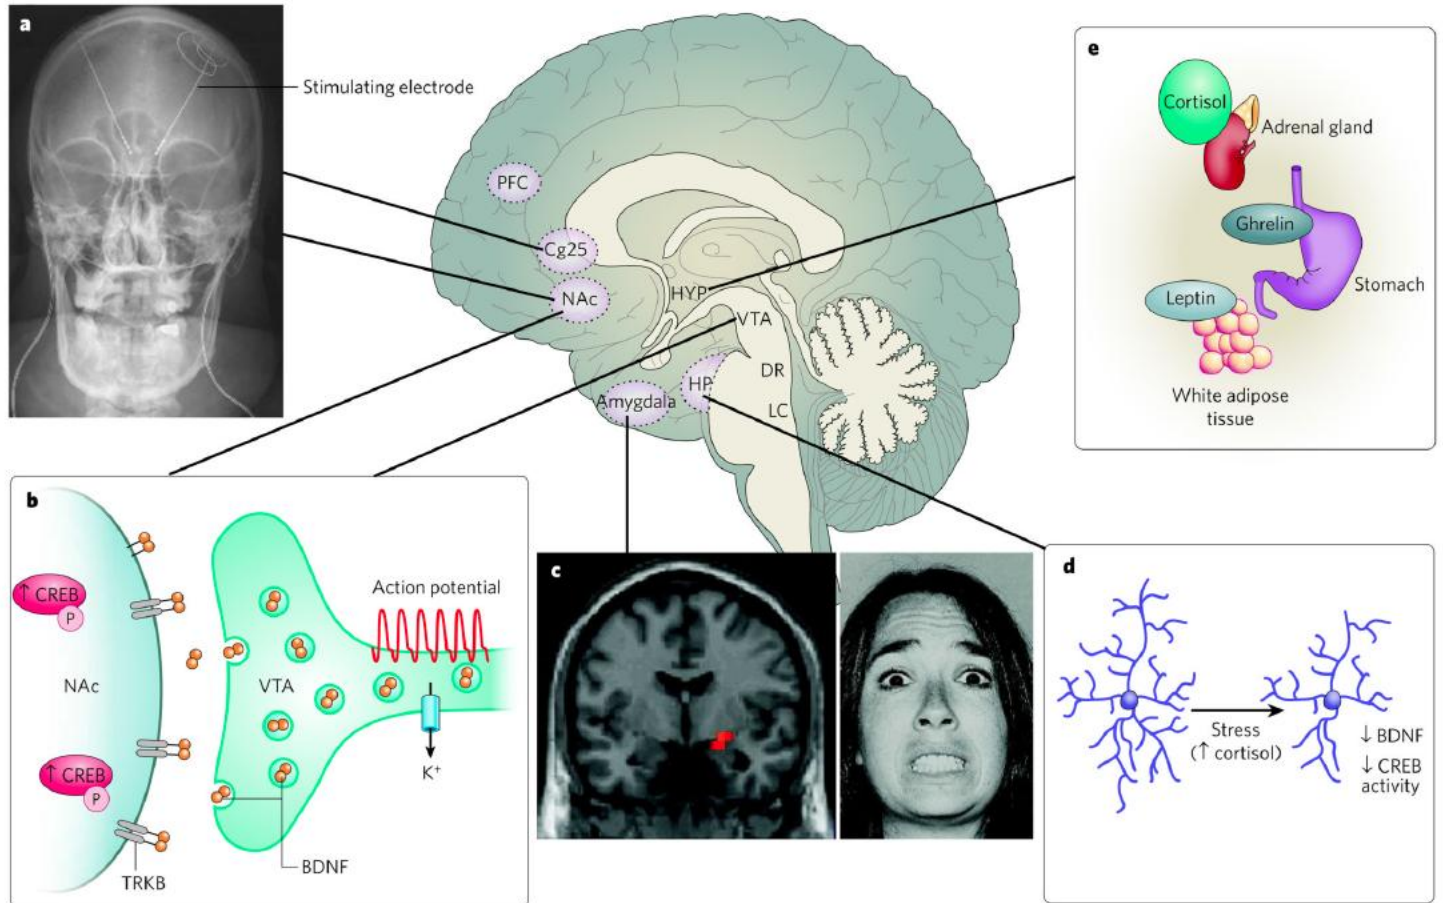 a
Stimulating electrode
PFC
Cg25
NAc
HYP
VTA
DR
HP
LC
Amygdala
e
Cortisol
Adrenal gland
Ghrelin
Stomach
Leptin
White adipose
tissue
b
↑ CREB
P
NAc
↑ CREB
P
TRKB
VTA
Action potential
K⁺
BDNF
c
d
Stress
(↑ cortisol)
↓ BDNF
↓ CREB
activity